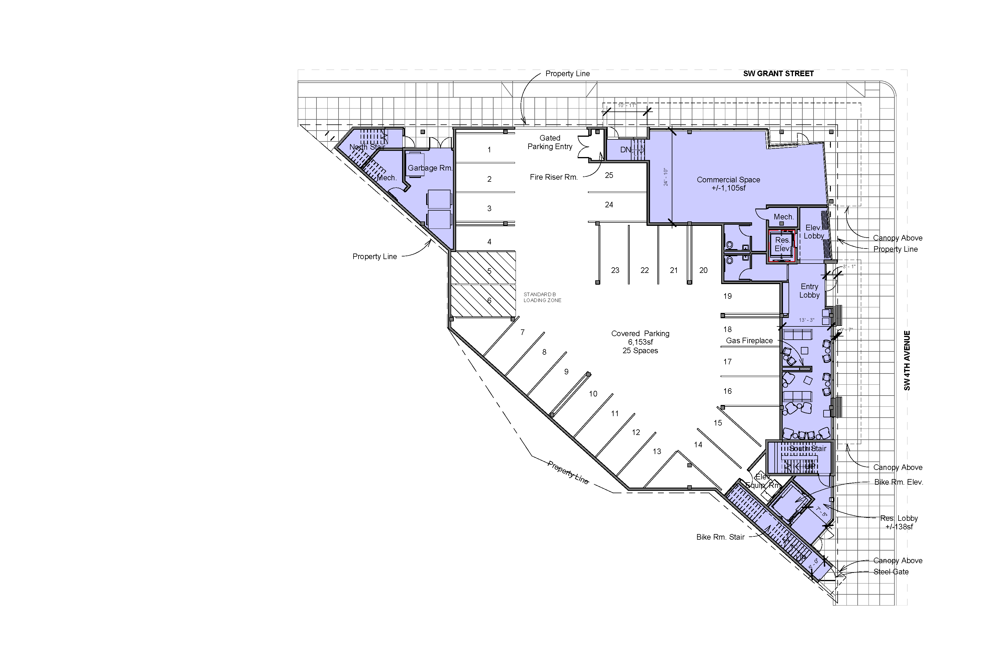 Property Line
SW GRANT STREET
10' - 11"
Gated
Parking Entry
North Stair
DN
1
Garbage Rm.
Mech.
2
Fire Riser Rm.
25
24' - 10"
Commercial Space
+/-1,105sf
3
24
Mech.
Elev.
Lobby
Res.
Elev.
Canopy Above
Property Line
4
Property Line
5
23
22
21
20
3' - 1"
Entry
Lobby
STANDARD B
LOADING ZONE
6
19
13' - 3"
7
Covered Parking
6,153sf
25 Spaces
18
0' - 7"
Gas Fireplace
SW 4TH AVENUE
8
17
9
16
10
11
15
12
14
13
South Stair
UP
Canopy Above
Property Line
Elev.
Equip. Rm.
Bike Rm. Elev.
7' - 5"
Res. Lobby
+/-138sf
Bike Rm. Stair
UP
5' - 0"
Canopy Above
Steel Gate